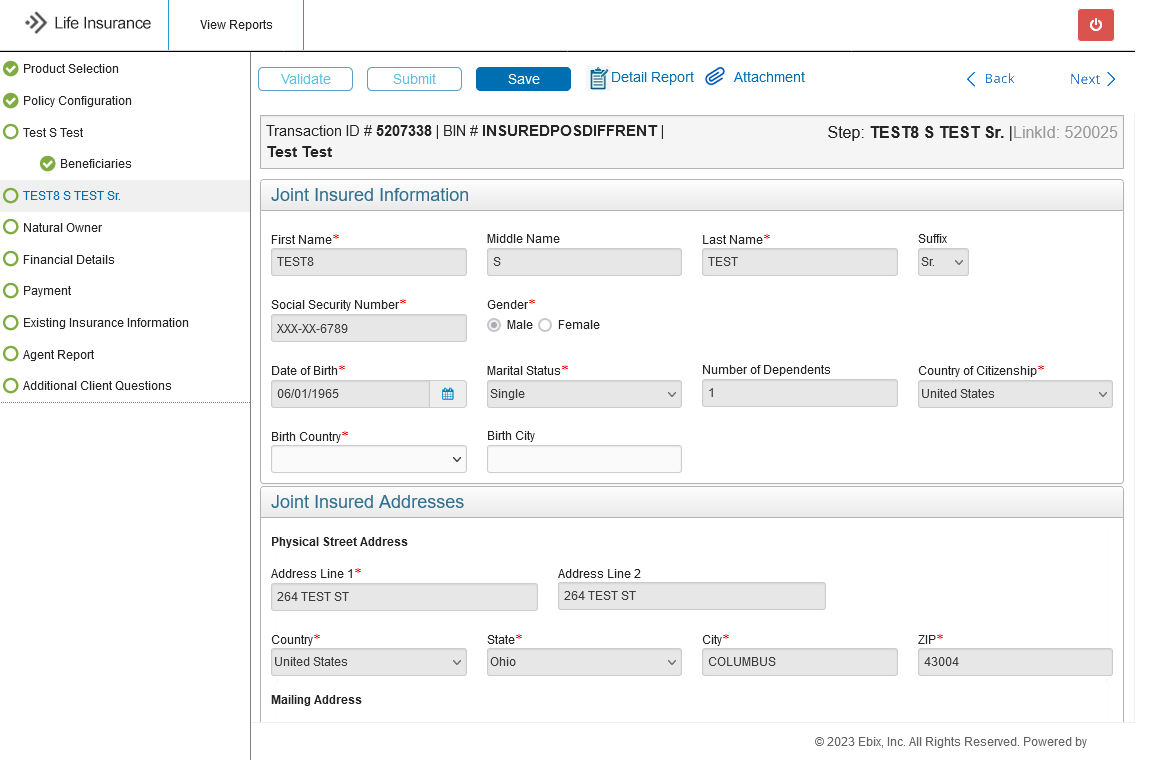 Life Insurance
View Reports
Product Selection
Policy Configuration
Test S Test
Beneficiaries
TEST8 S TEST Sr.
Natural Owner
Financial Details
Payment
Existing Insurance Information
Agent Report
Additional Client Questions
Validate Submit Save Detail Report Attachment Back Next
Transaction ID # 5207338 | BIN # INSUREDPOSDIFFRENT |
Test Test
Step: TEST8 S TEST Sr. |LinkId: 520025
Joint Insured Information
First Name* Middle Name Last Name* Suffix
TEST8 S TEST Sr.
Social Security Number* Gender*
XXX-XX-6789 Male Female
Date of Birth* Marital Status* Number of Dependents Country of Citizenship*
06/01/1965 Single 1 United States
Birth Country* Birth City
Joint Insured Addresses
Physical Street Address
Address Line 1* Address Line 2
264 TEST ST 264 TEST ST
Country* State* City* ZIP*
United States Ohio COLUMBUS 43004
Mailing Address
© 2023 Ebix, Inc. All Rights Reserved. Powered by